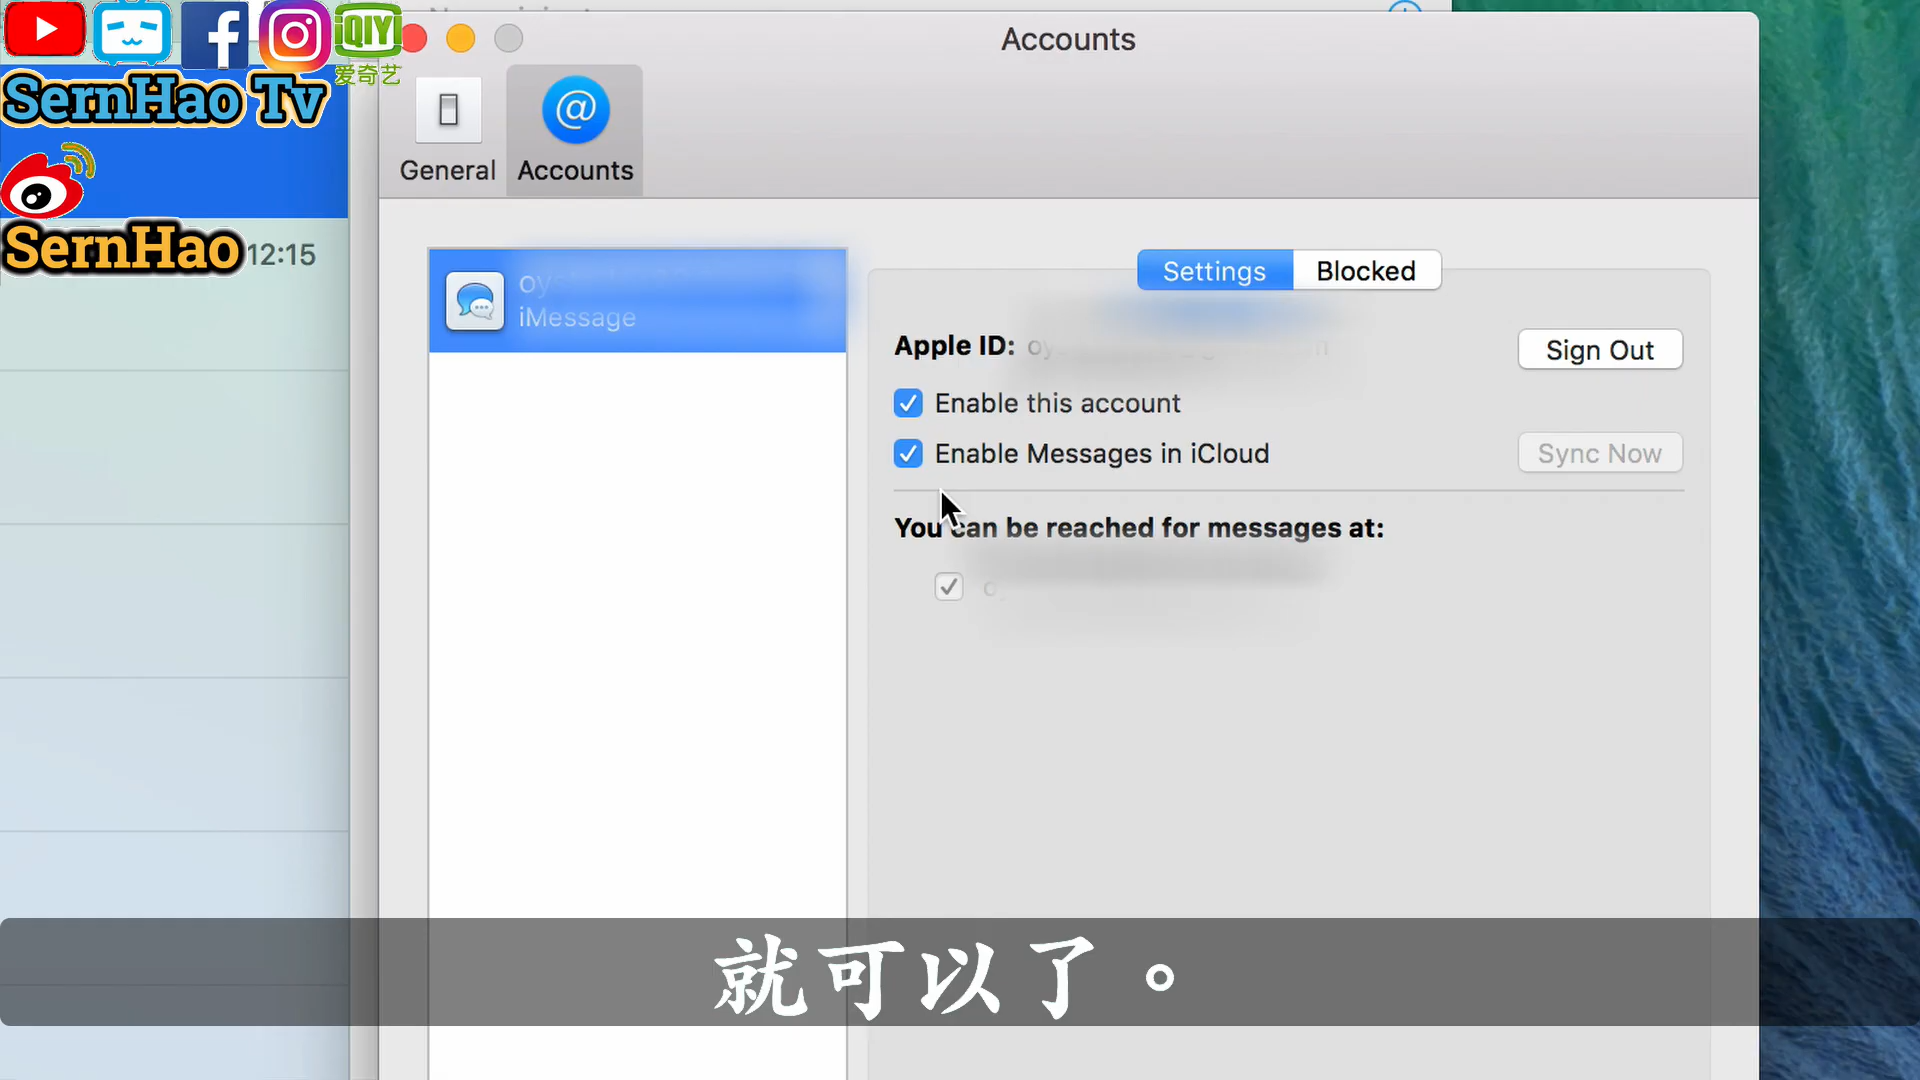 iQIYI
爱奇艺
SernHao Tv
SernHao
12:15
Accounts
General
Accounts
iMessage
Settings
Blocked
Apple ID:
Sign Out
Enable this account
Enable Messages in iCloud
Sync Now
You can be reached for messages at:
就可以了。